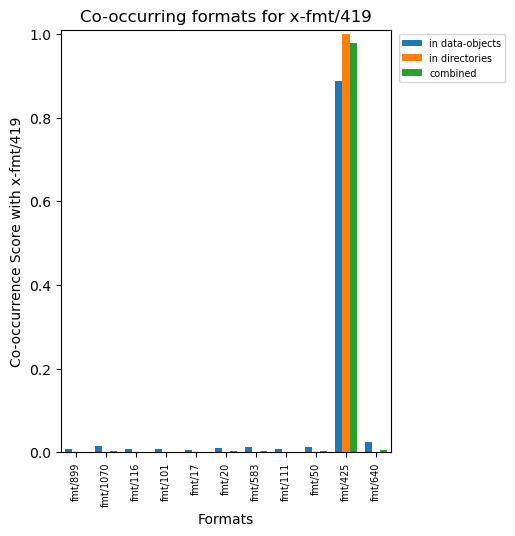 Co-occurring formats for x-fmt/419
in data-objects
in directories
combined
Co-occurrence Score with x-fmt/419
1.0
0.8
0.6
0.4
0.2
0.0
fmt/899
fmt/1070
fmt/116
fmt/101
fmt/17
fmt/20
fmt/583
fmt/111
fmt/50
fmt/425
fmt/640
Formats